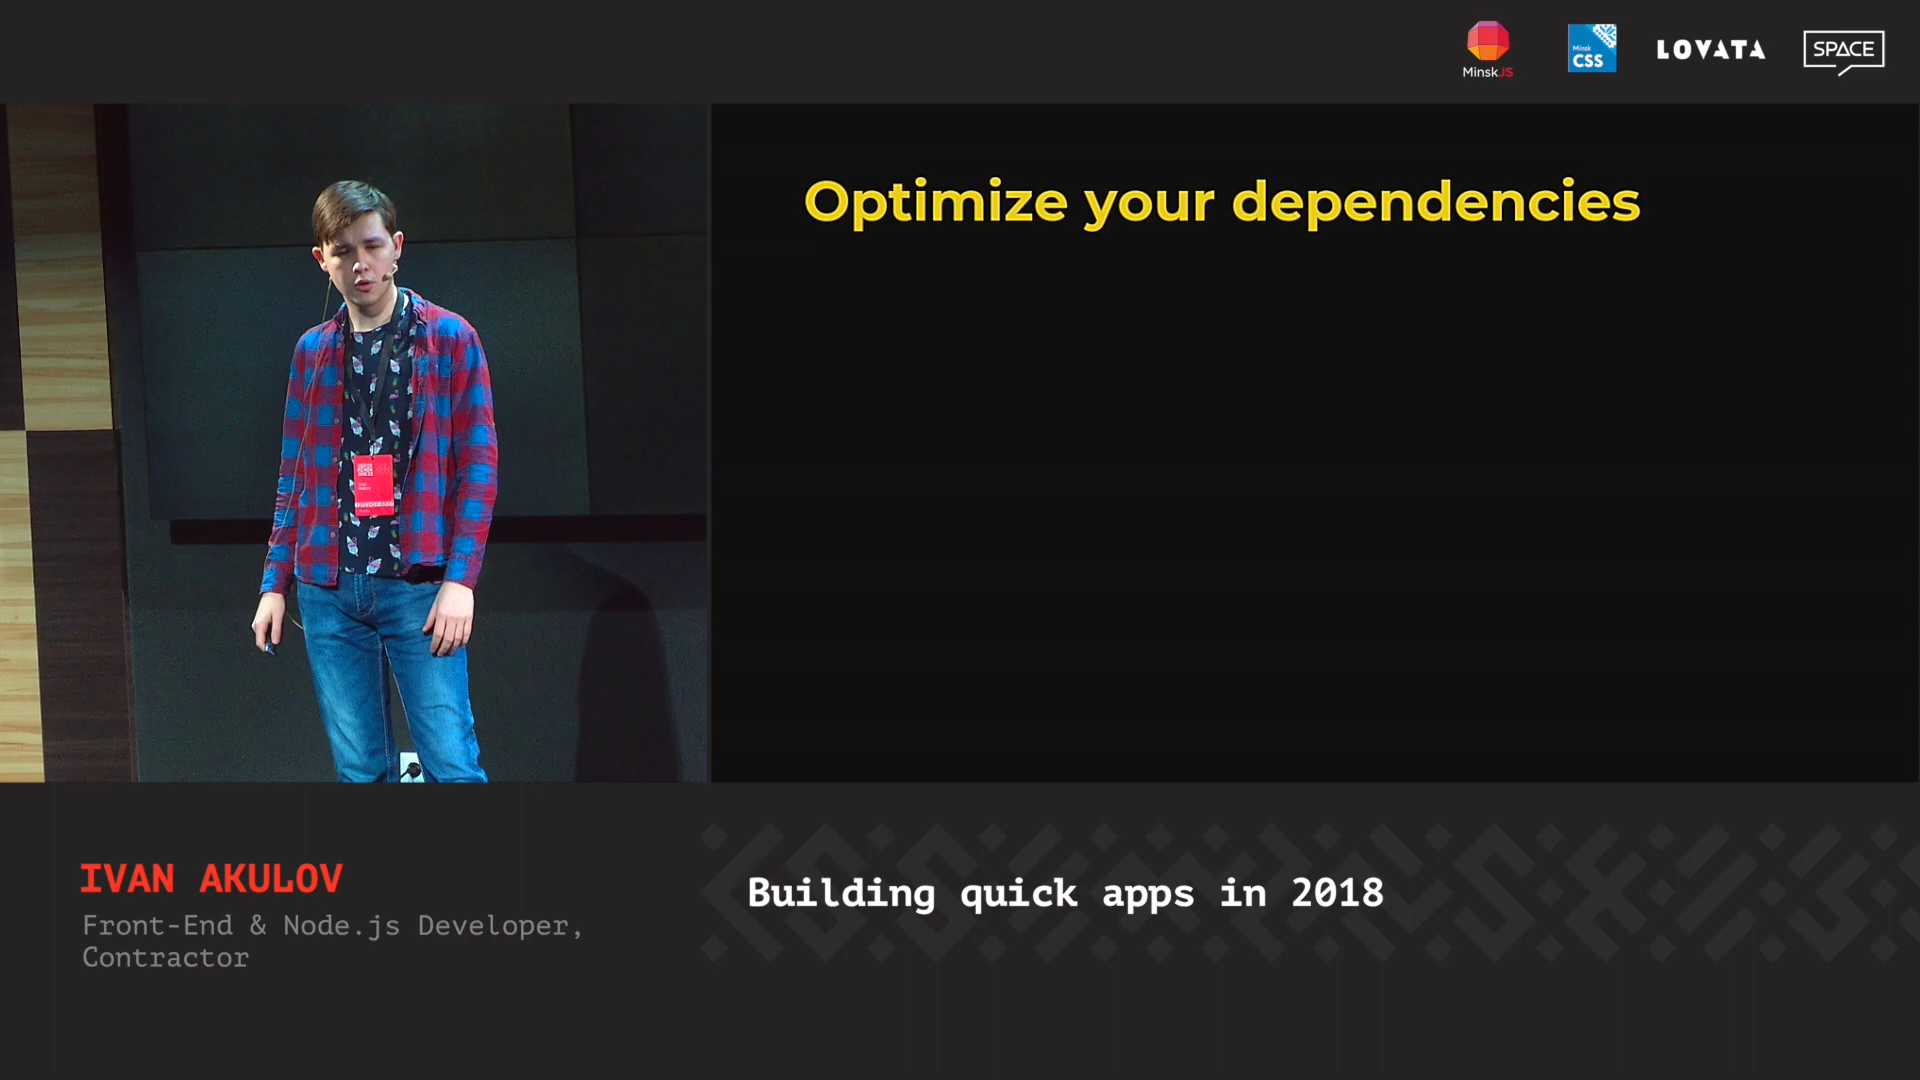 MinskJS
Minsk
CSS
LOVATA
SPACE
Optimize your dependencies
IVAN AKULOV
Front-End & Node.js Developer,
Contractor
Building quick apps in 2018